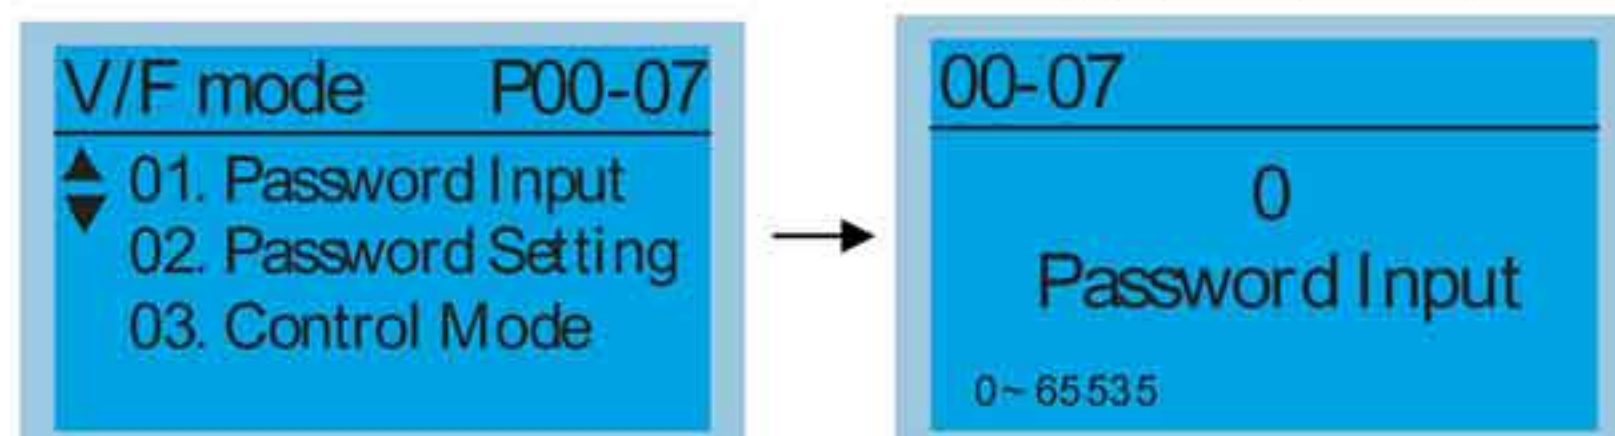 V/F mode P00-07
01. Password Input
02. Password Setting
03. Control Mode
00-07
0
Password Input
0~65535